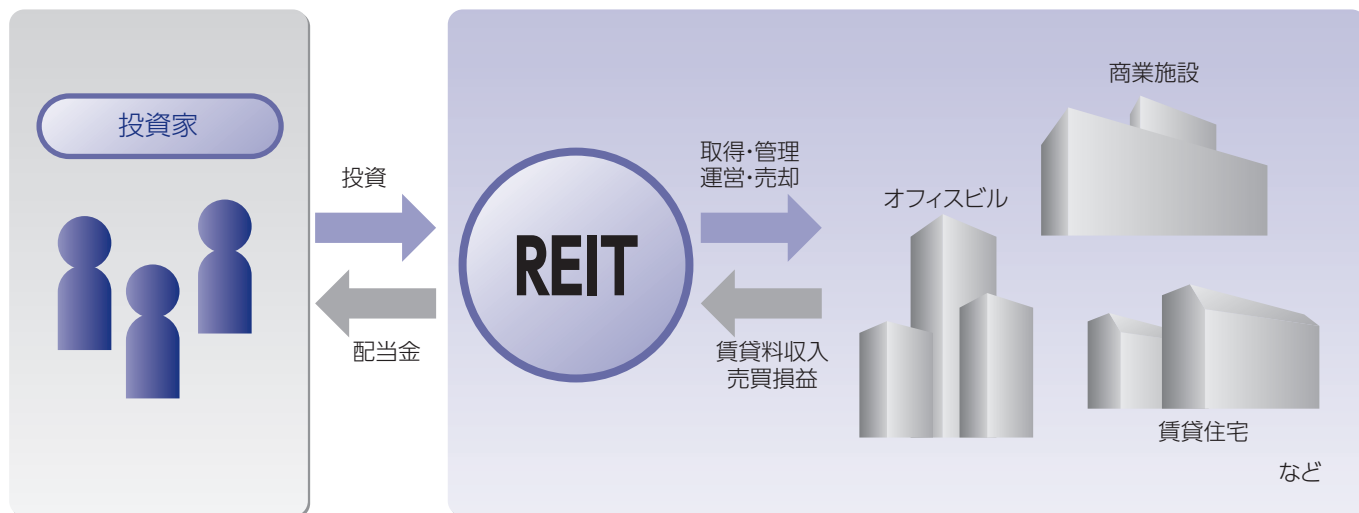 投資家
投資
配当金
REIT
取得・管理
運営・売却
賃貸料収入
売買損益
商業施設
オフィスビル
賃貸住宅
など